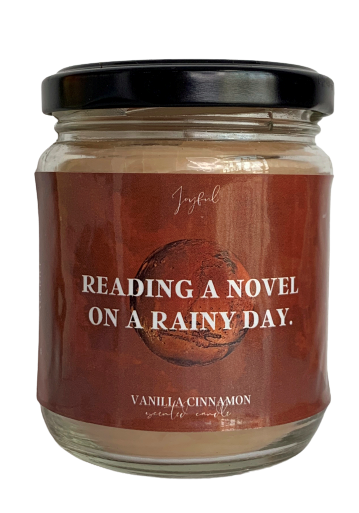 Joyful
READING A NOVEL
ON A RAINY DAY.
VANILLA CINNAMON
scented candle